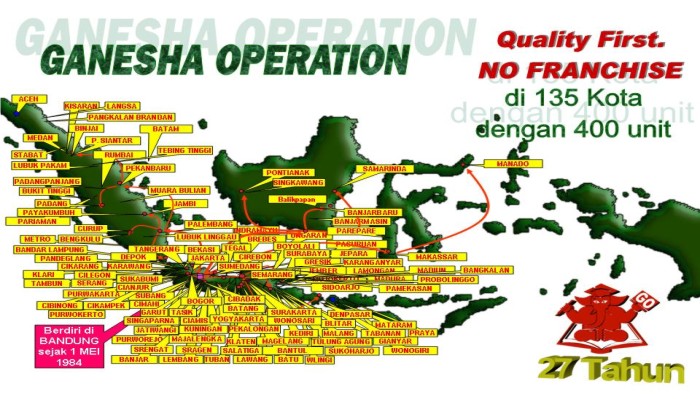 GANESHA OPERATION
GANESHA OPERATION
Quality First.
NO FRANCHISE
di 135 Kota
dengan 400 unit
ACEH
KISARAN
LANGSA
PANGKALAN BRANDAN
BINJAI
BATAM
MEDAN
P. SIANTAR
TEBING TINGGI
STABAT
RUMBAI
LUBUK PAKAM
PEKANBARU
PADANGPANJANG
BUKIT TINGGI
MUARA BULIAN
PADANG
JAMBI
PAYAKUMBUH
PARIAMAN
PALEMBANG
CURUP
LUBUK LINGGAU
METRO
BENGKULU
BANDAR LAMPUNG
PONTIANAK
SINGKAWANG
SAMARINDA
MANADO
Balikpapan
BANJARBARU
BANJARMASIN
PAREPARE
UNGARAN
PASURUAN
MAKASSAR
TANGERANG
BEKASI
TEGAL
BREBES
BOYOLALI
SURABAYA
JEPARA
KARANGANYAR
PANDEGLANG
DEPOK
JAKARTA
CIREBON
CIKARANG
KARAWANG
SUMEDANG
GRESIK
JEMBER
LAMONGAN
MADIUN
BANGKALAN
KLARI
CILEGON
SUKABUMI
SEMARANG
MADURA
PROBOLINGGO
TAMBUN
SERANG
CIANJUR
SIDOARJO
PAMEKASAN
PURWAKARTA
SUBANG
BOGOR
CIBADAK
CIBINONG
CIKAMPEK
CIMAHI
GARUT
TASIK
BATANG
SURAKARTA
DENPASAR
PURWOKERTO
SINGAPARNA
CIAMIS
YOGYAKARTA
WONOSARI
BLITAR
MATARAM
JATIWANGI
KUNINGAN
PEKALONGAN
KEDIRI
MALANG
TABANAN
PRAYA
PURWOREJO
MAJALENGKA
KLATEN
MAGELANG
TULUNG AGUNG
GIANYAR
SRENGAT
SRAGEN
SALATIGA
BANTUL
SUKOHARJO
WONOGIRI
BANJAR
LEMBANG
TUBAN
LAWANG
BATU
WLINGI
Berdiri di
BANDUNG
sejak 1 MEI
1984
GO
27 Tahun